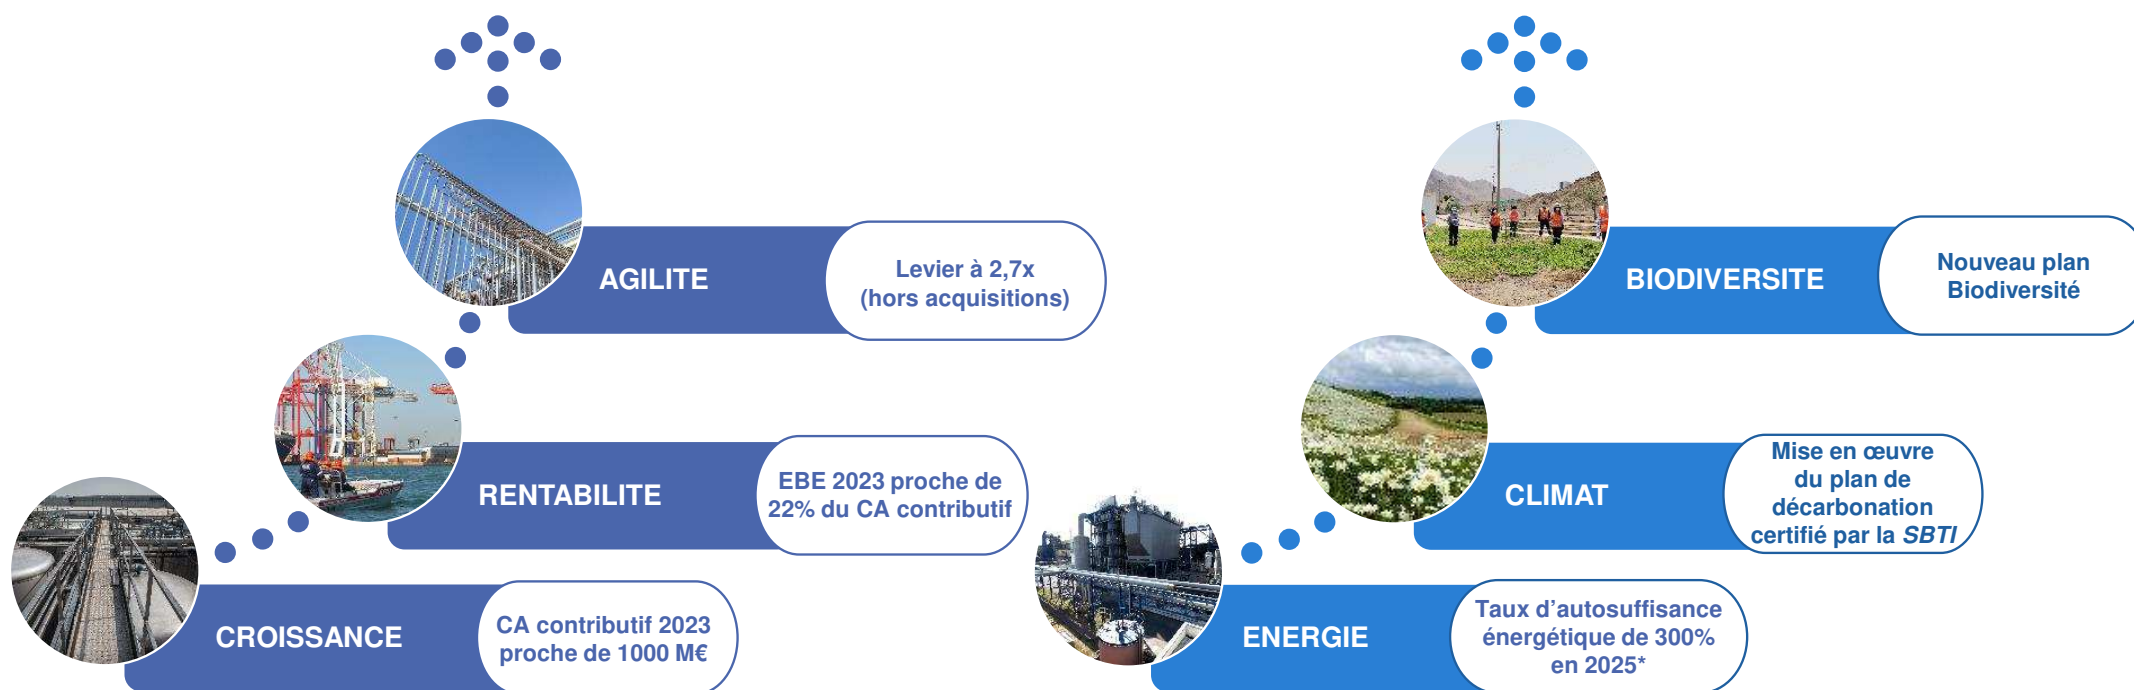 AGILITE
Levier à 2,7x
(hors acquisitions)
RENTABILITE
EBE 2023 proche de
22% du CA contributif
CROISSANCE
CA contributif 2023
proche de 1000 M€
BIODIVERSITE
Nouveau plan
Biodiversité
CLIMAT
Mise en œuvre
du plan de
décarbonation
certifié par la SBTI
ENERGIE
Taux d’autosuffisance
énergétique de 300%
en 2025*